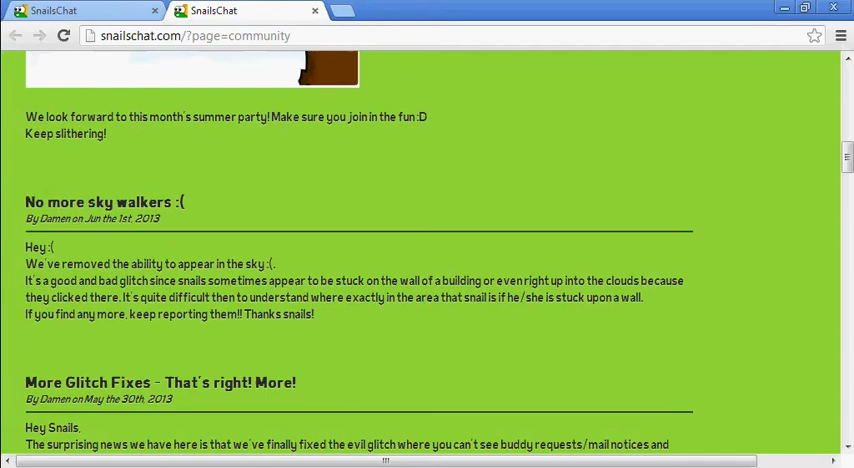 SnailsChat
SnailsChat
snailschat.com/?page=community
We look forward to this month's summer party! Make sure you join in the fun :D
Keep slithering!
No more sky walkers :(
By Damen on Jun the 1st, 2013
Hey :(
We've removed the ability to appear in the sky :(.
It's a good and bad glitch since snails sometimes appear to be stuck on the wall of a building or even right up into the clouds because
they clicked there. It's quite difficult then to understand where exactly in the area that snail is if he/she is stuck upon a wall.
If you find any more, keep reporting them!! Thanks snails!
More Glitch Fixes - That's right! More!
By Damen on May the 30th, 2013
Hey Snails,
The surprising news we have here is that we've finally fixed the evil glitch where you can't see buddy requests/mail notices and